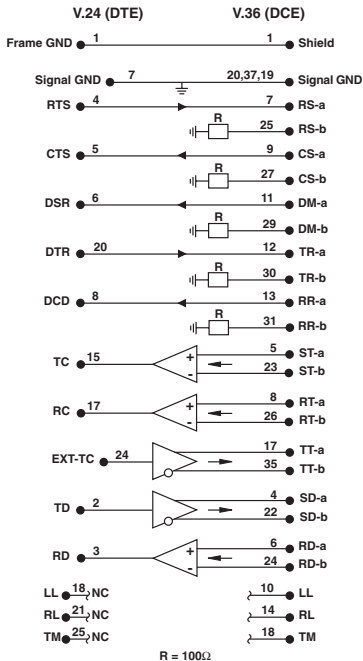 V.24 (DTE) V.36 (DCE)
Frame GND 1 1 Shield
Signal GND 7 20,37,19 Signal GND
RTS 4 7 RS-a
R 25 RS-b
CTS 5 9 CS-a
R 27 CS-b
DSR 6 11 DM-a
R 29 DM-b
DTR 20 12 TR-a
R 30 TR-b
DCD 8 13 RR-a
R 31 RR-b
TC 15 + 5 ST-a
- 23 ST-b
RC 17 + 8 RT-a
- 26 RT-b
EXT-TC 24 17 TT-a
35 TT-b
TD 2 4 SD-a
22 SD-b
RD 3 + 6 RD-a
- 24 RD-b
LL 18 NC 10 LL
RL 21 NC 14 RL
TM 25 NC 18 TM
R = 100Ω